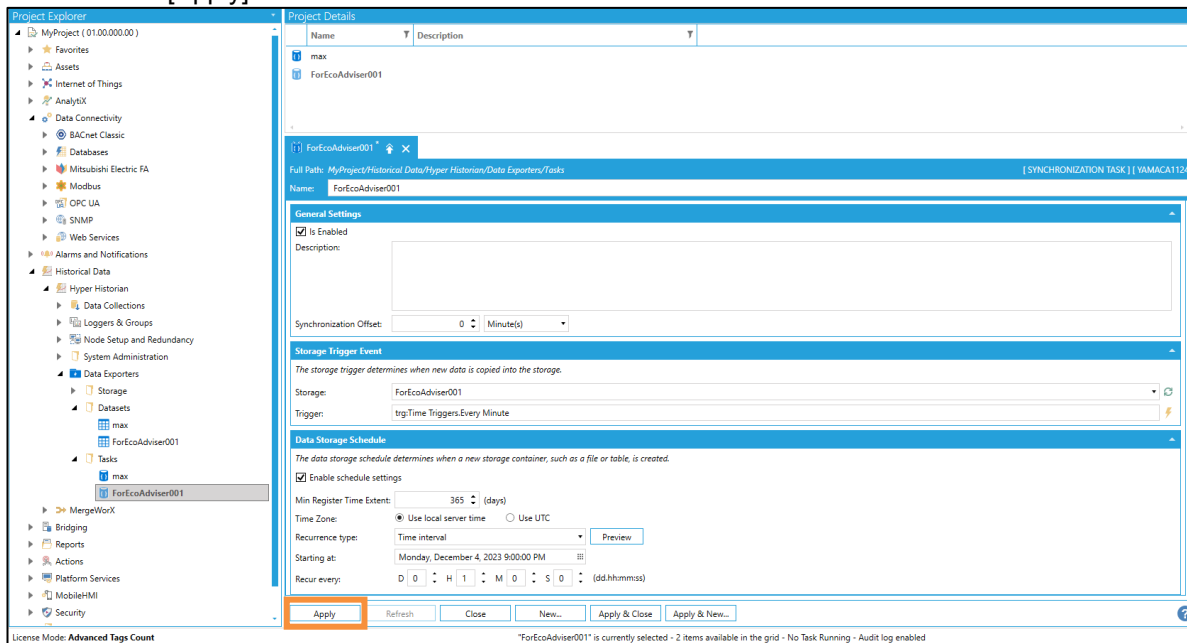 [Apply]
Project Explorer
MyProject ( 01.00.000.00 )
Favorites
Assets
Internet of Things
AnalytiX
Data Connectivity
BACnet Classic
Databases
Mitsubishi Electric FA
Modbus
OPC UA
SNMP
Web Services
Alarms and Notifications
Historical Data
Hyper Historian
Data Collections
Loggers & Groups
Node Setup and Redundancy
System Administration
Data Exporters
Storage
Datasets
max
ForEcoAdviser001
Tasks
max
ForEcoAdviser001
MergeWorX
Bridging
Reports
Actions
Platform Services
MobileHMI
Security
Project Details
Name Description
max
ForEcoAdviser001
ForEcoAdviser001*
Full Path: MyProject/Historical Data/Hyper Historian/Data Exporters/Tasks [ SYNCHRONIZATION TASK ] [ YAMACA1124
Name: ForEcoAdviser001
General Settings
Is Enabled
Description:
Synchronization Offset: 0 Minute(s)
Storage Trigger Event
The storage trigger determines when new data is copied into the storage.
Storage: ForEcoAdviser001
Trigger: trg:Time Triggers.Every Minute
Data Storage Schedule
The data storage schedule determines when a new storage container, such as a file or table, is created.
Enable schedule settings
Min Register Time Extent: 365 (days)
Time Zone: Use local server time Use UTC
Recurrence type: Time interval Preview
Starting at: Monday, December 4, 2023 9:00:00 PM
Recur every: D 0 H 1 M 0 S 0 (dd.hh:mm:ss)
Apply Refresh Close New... Apply & Close Apply & New... ?
License Mode: Advanced Tags Count "ForEcoAdviser001" is currently selected - 2 items available in the grid - No Task Running - Audit log enabled